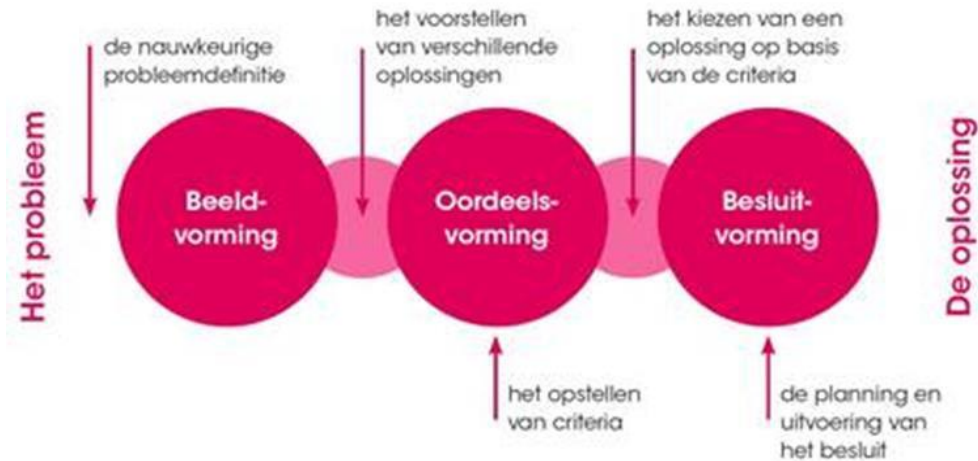 het voorstellen
van verschillende
oplossingen
het kiezen van een
oplossing op basis
van de criteria
de nauwkeurige
probleemdefinitie
Het probleem
Beeld-
vorming
Oordeels-
vorming
Besluit-
vorming
De oplossing
het opstellen
van criteria
de planning en
uitvoering van
het besluit